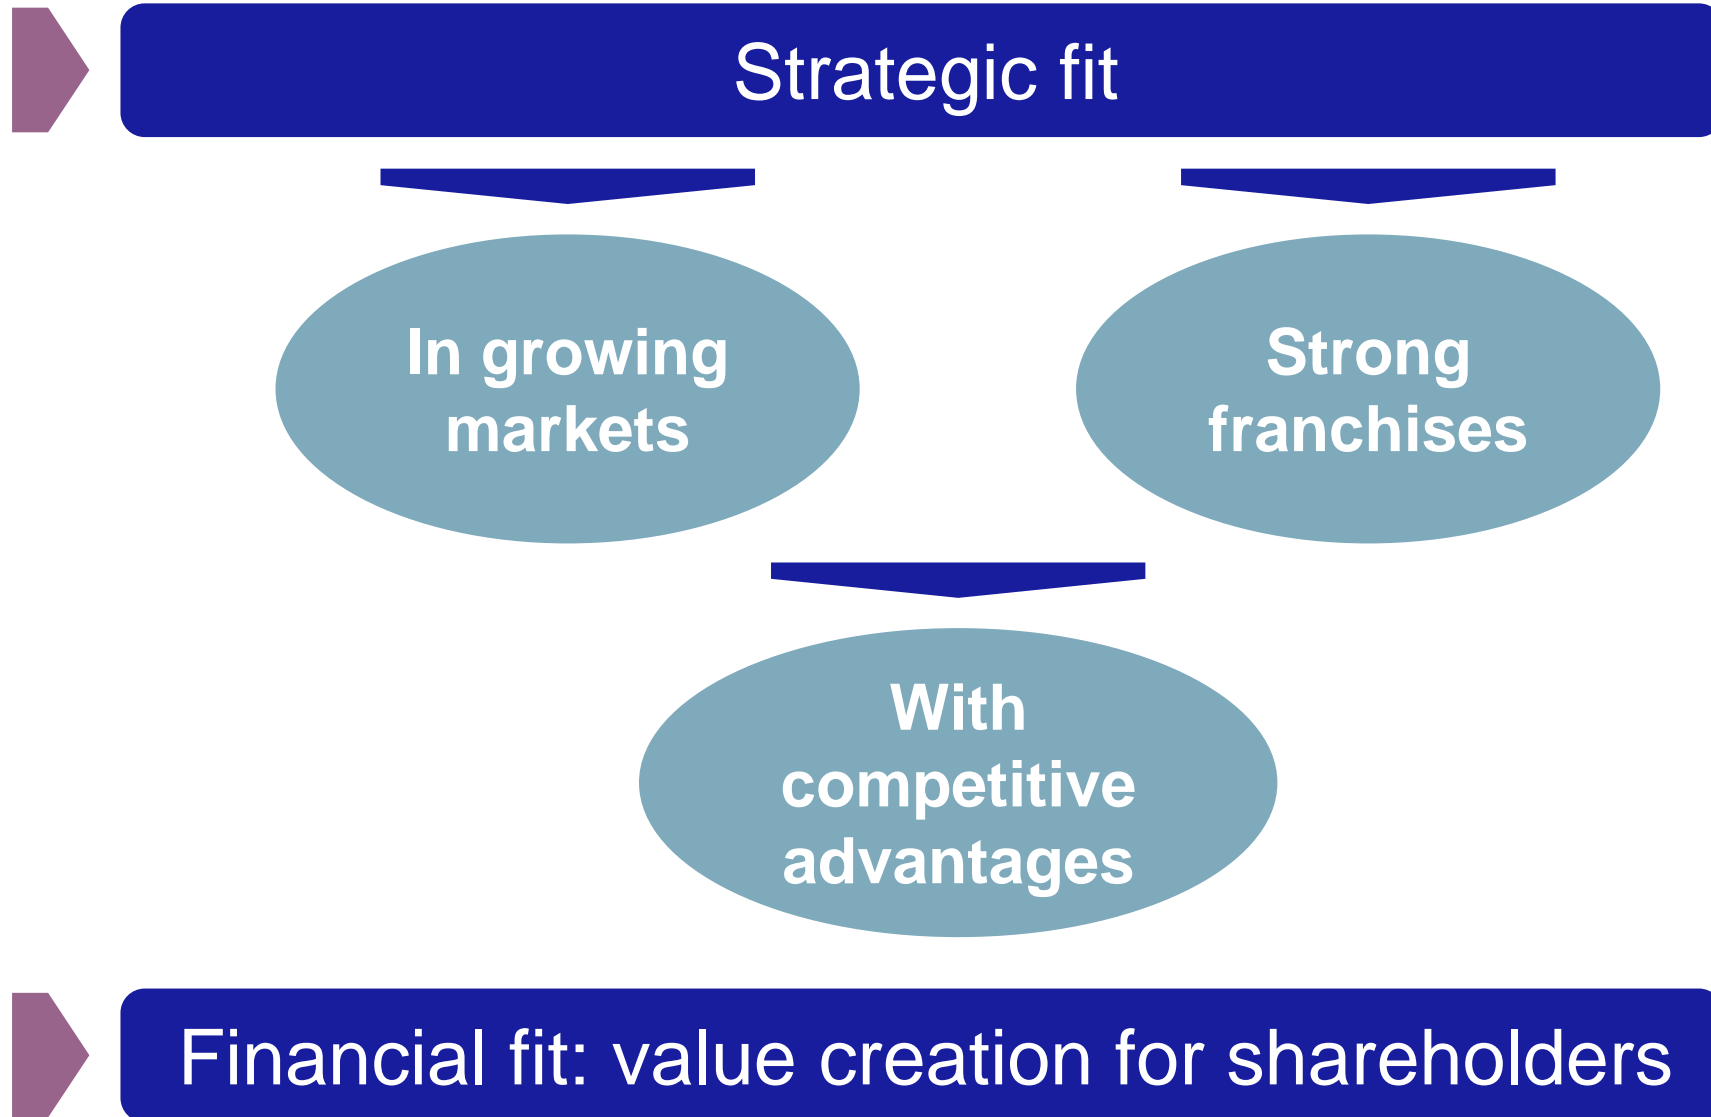 Strategic fit
In growing
markets
Strong
franchises
With
competitive
advantages
Financial fit: value creation for shareholders